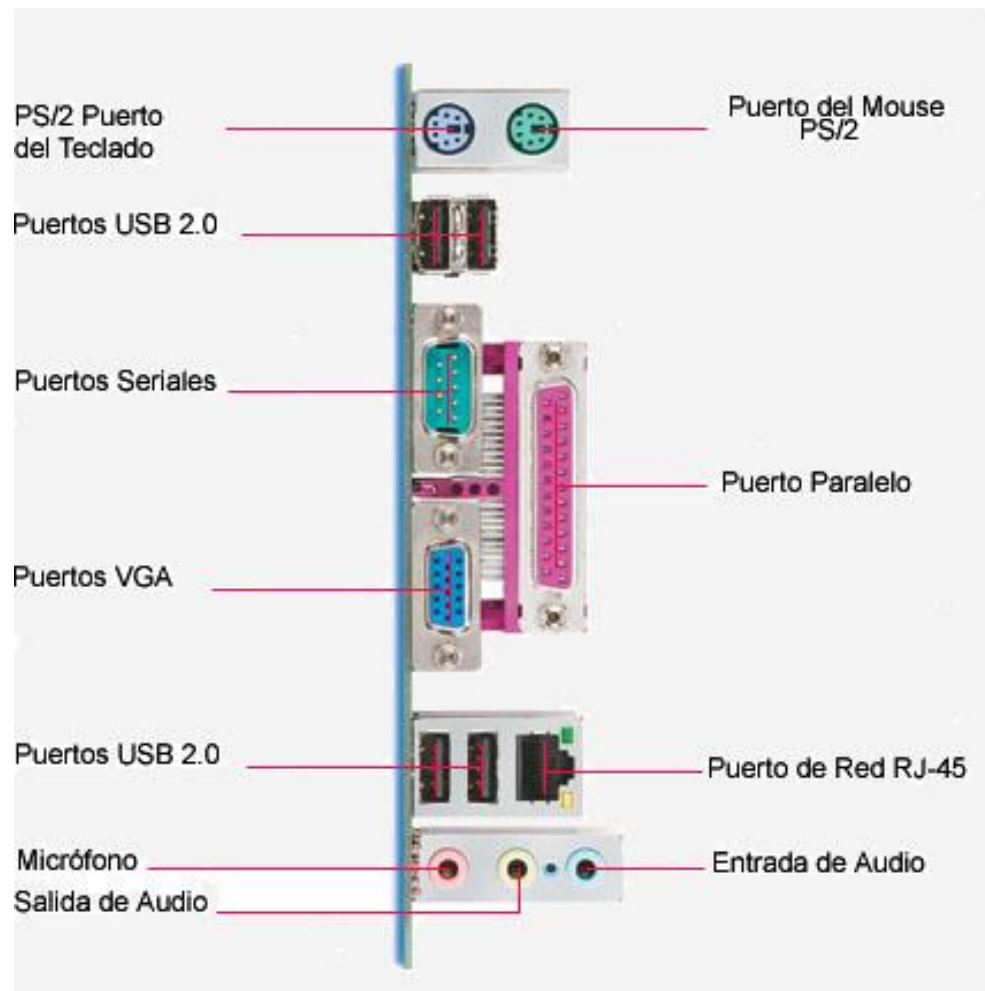 PS/2 Puerto
del Teclado
Puerto del Mouse
PS/2
Puertos USB 2.0
Puertos Seriales
Puerto Paralelo
Puertos VGA
Puertos USB 2.0
Puerto de Red RJ-45
Micrófono
Entrada de Audio
Salida de Audio